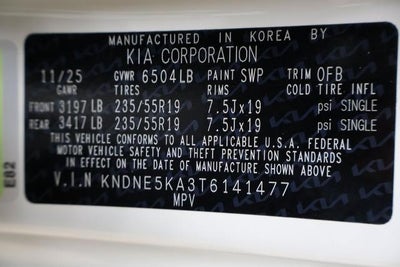 MANUFACTURED IN KOREA BY
KIA CORPORATION
11/25 GVWR 6504LB PAINT SWP TRIM OFB
GAWR TIRES RIMS COLD TIRE INFL
FRONT 3197 LB 235/55R19 7.5Jx19 psi SINGLE
REAR 3417 LB 235/55R19 7.5Jx19 psi SINGLE
THIS VEHICLE CONFORMS TO ALL APPLICABLE U.S.A. FEDERAL
MOTOR VEHICLE SAFETY AND THEFT PREVENTION STANDARDS
IN EFFECT ON THE DATE OF MANUFACTURE SHOWN ABOVE
V.I.N KNDNE5KA3T6141477
MPV
E82